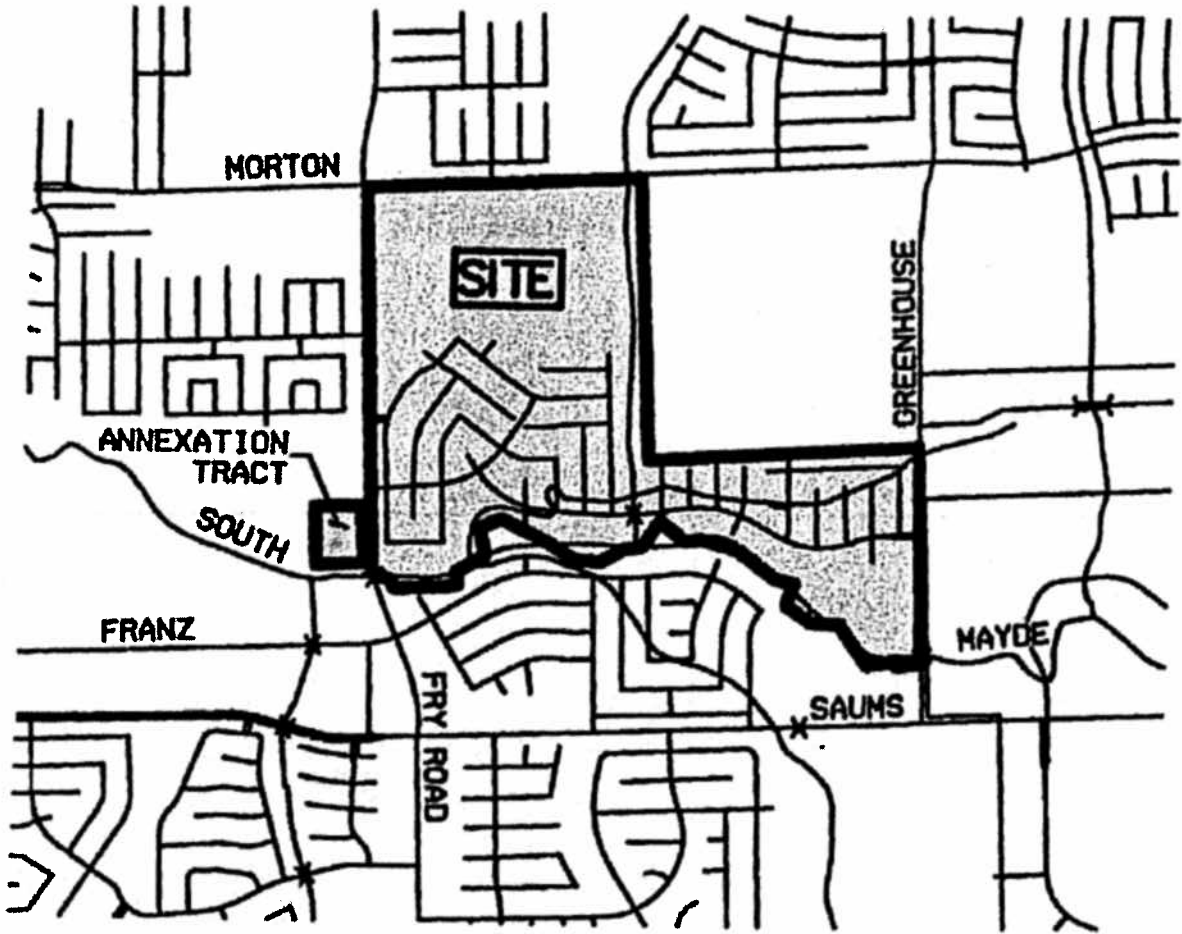 MORTON
SITE
GREENHOUSE
ANNEXATION
TRACT
SOUTH
FRANZ
MAYDE
FRY ROAD
SAUMS